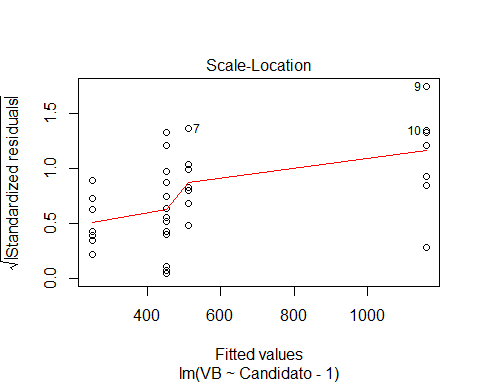 Scale-Location
√|Standardized residuals|
0.0 0.5 1.0 1.5
9
7
10
400 600 800 1000
Fitted values
lm(VB ~ Candidato - 1)